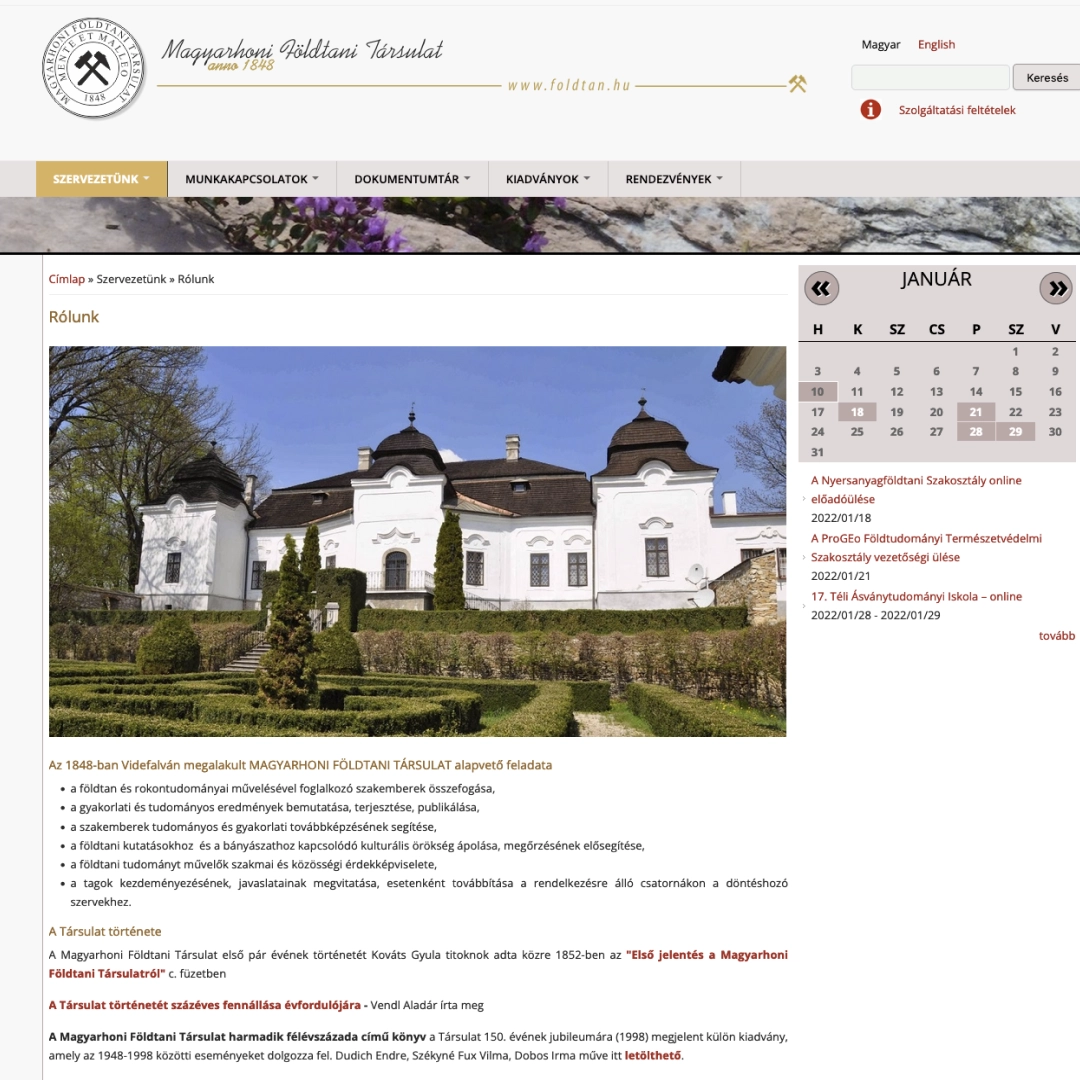 MAGYARHONI FÖLDTANI TÁRSULAT
MENTE ET MALLEO
1848
Magyarhoni Földtani Társulat
anno 1848
www.foldtan.hu
Magyar English
Keresés
Szolgáltatási feltételek
SZERVEZETÜNK MUNKAKAPCSOLATOK DOKUMENTUMTÁR KIADVÁNYOK RENDEZVÉNYEK
Címlap » Szervezetünk » Rólunk
Rólunk
Az 1848-ban Videfalván megalakult MAGYARHONI FÖLDTANI TÁRSULAT alapvető feladata
• a földtan és rokontudományai művelésével foglalkozó szakemberek összefogása,
• a gyakorlati és tudományos eredmények bemutatása, terjesztése, publikálása,
• a szakemberek tudományos és gyakorlati továbbképzésének segítése,
• a földtani kutatásokhoz és a bányászathoz kapcsolódó kulturális örökség ápolása, megőrzésének elősegítése,
• a földtani tudományt művelők szakmai és közösségi érdekképviselete,
• a tagok kezdeményezésének, javaslatainak megvitatása, esetenként továbbítása a rendelkezésre álló csatornákon a döntéshozó
szervekhez.
A Társulat története
A Magyarhoni Földtani Társulat első pár évének történetét Kováts Gyula titoknok adta közre 1852-ben az "Első jelentés a Magyarhoni
Földtani Társulatról" c. füzetben
A Társulat történetét százéves fennállása évfordulójára - Vendl Aladár írta meg
A Magyarhoni Földtani Társulat harmadik félévszázada című könyv a Társulat 150. évének jubileumára (1998) megjelent külön kiadvány,
amely az 1948-1998 közötti eseményeket dolgozza fel. Dudich Endre, Székyné Fux Vilma, Dobos Irma műve itt letölthető.
« JANUÁR »
H K SZ CS P SZ V
1 2
3 4 5 6 7 8 9
10 11 12 13 14 15 16
17 18 19 20 21 22 23
24 25 26 27 28 29 30
31
A Nyersanyagföldtani Szakosztály online
előadóülése
2022/01/18
A ProGEo Földtudományi Természetvédelmi
Szakosztály vezetőségi ülése
2022/01/21
17. Téli Ásványtudományi Iskola – online
2022/01/28 - 2022/01/29
tovább